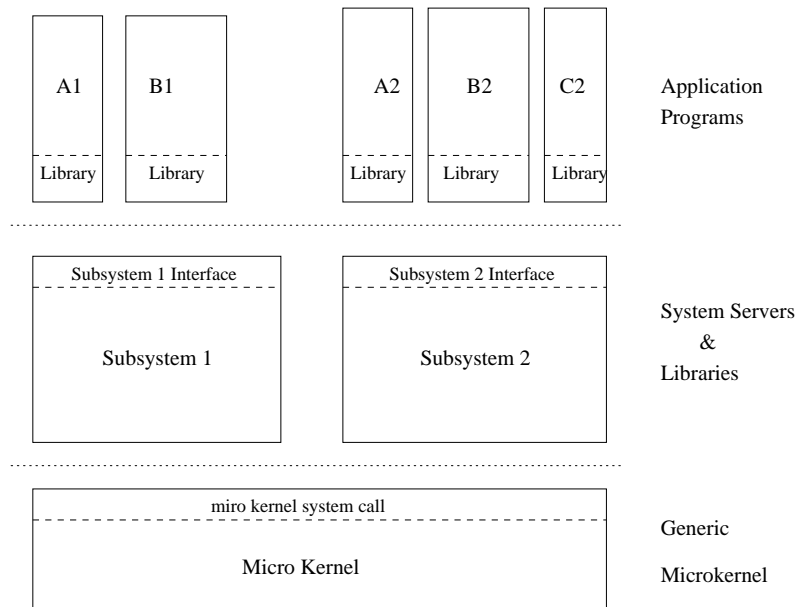 A1
B1
A2
B2
C2
Application
Programs
Library
Library
Library
Library
Library
Subsystem 1 Interface
Subsystem 2 Interface
Subsystem 1
Subsystem 2
System Servers
&
Libraries
miro kernel system call
Micro Kernel
Generic
Microkernel